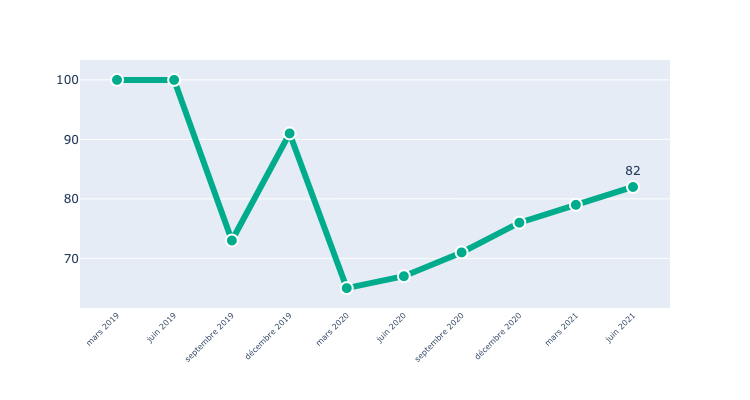 100
90
80
70
82
mars 2019
juin 2019
septembre 2019
décembre 2019
mars 2020
juin 2020
septembre 2020
décembre 2020
mars 2021
juin 2021